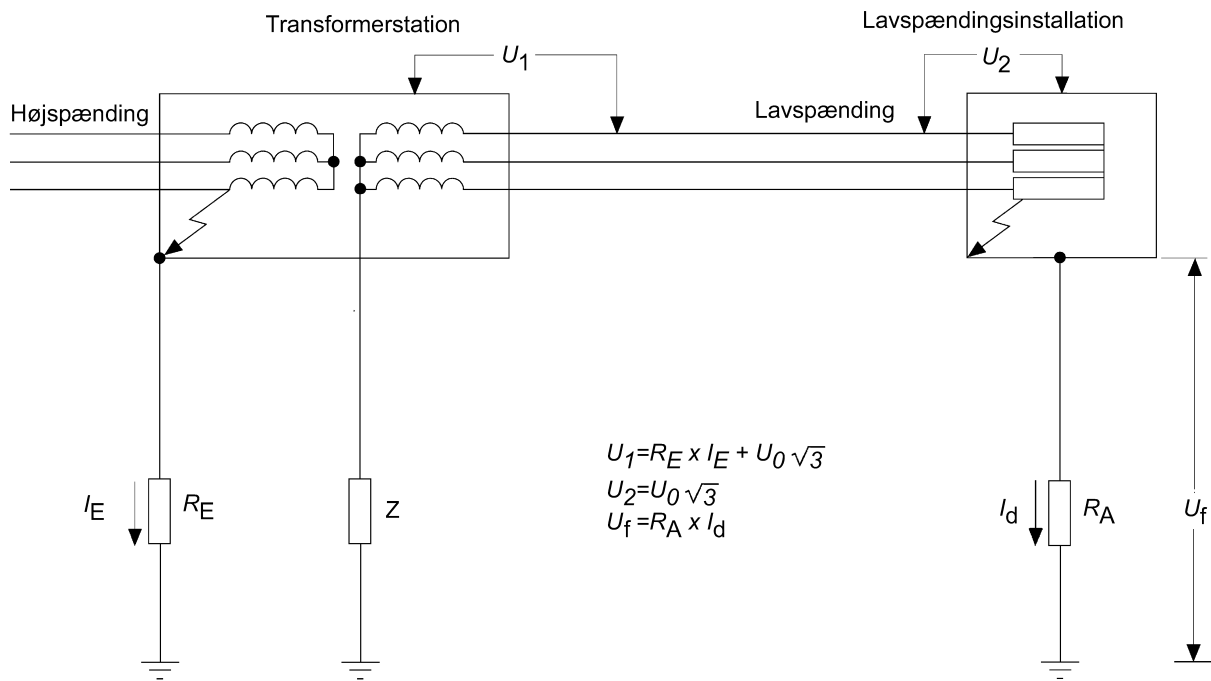 Transformerstation
Lavspændingsinstallation
U1
U2
Højspænding
Lavspænding
U1=RE x IE + U0 √3
U2=U0 √3
Uf=RA x Id
IE
RE
Z
Id
RA
Uf